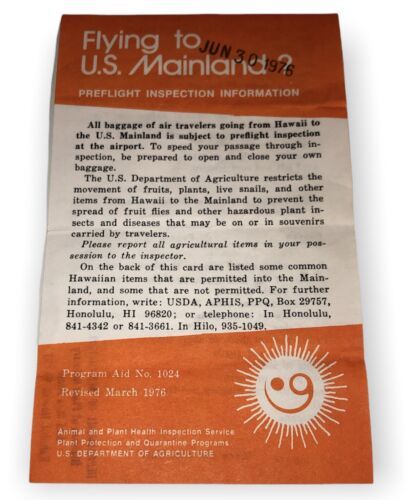 Flying to
U.S. Mainland?
JUN 30 1976
PREFLIGHT INSPECTION INFORMATION
All baggage of air travelers going from Hawaii to
the U.S. Mainland is subject to preflight inspection
at the airport. To speed your passage through in-
spection, be prepared to open and close your own
baggage.
The U.S. Department of Agriculture restricts the
movement of fruits, plants, live snails, and other
items from Hawaii to the Mainland to prevent the
spread of fruit flies and other hazardous plant in-
sects and diseases that may be on or in souvenirs
carried by travelers.
Please report all agricultural items in your pos-
session to the inspector.
On the back of this card are listed some common
Hawaiian items that are permitted into the Main-
land, and some that are not permitted. For further
information, write: USDA, APHIS, PPQ, Box 29757,
Honolulu, HI 96820; or telephone: In Honolulu,
841-4342 or 841-3661. In Hilo, 935-1049.
Program Aid No. 1024
Revised March 1976
Animal and Plant Health Inspection Service
Plant Protection and Quarantine Programs
U.S. DEPARTMENT OF AGRICULTURE